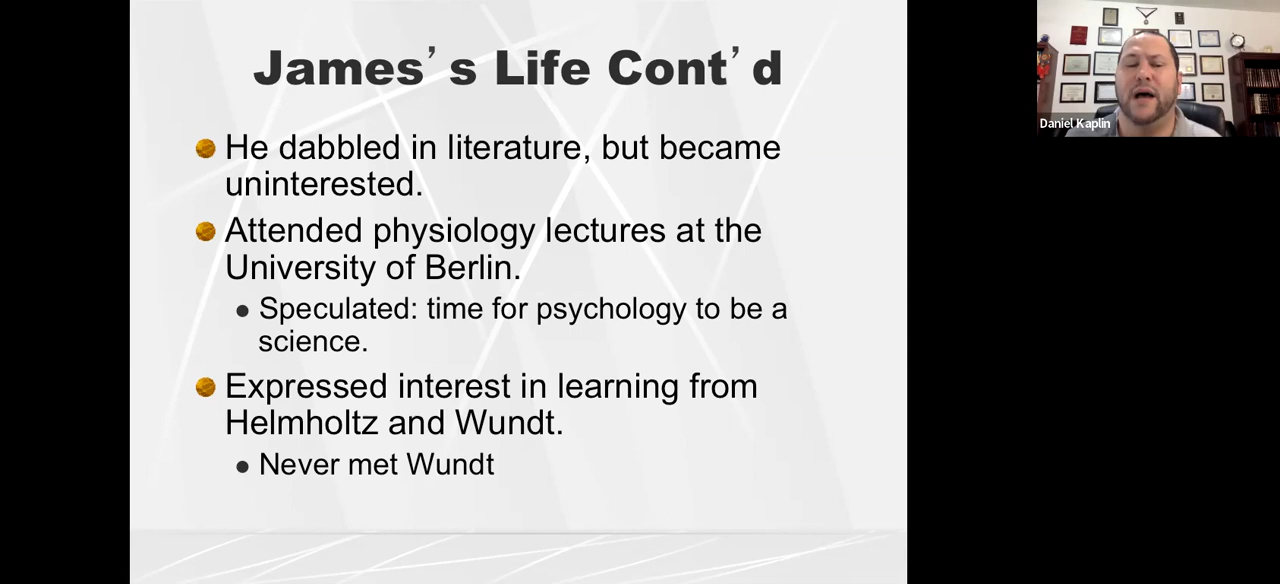 James's Life Cont'd
He dabbled in literature, but became
uninterested.
Attended physiology lectures at the
University of Berlin.
Speculated: time for psychology to be a
science.
Expressed interest in learning from
Helmholtz and Wundt.
Never met Wundt
Daniel Kaplin